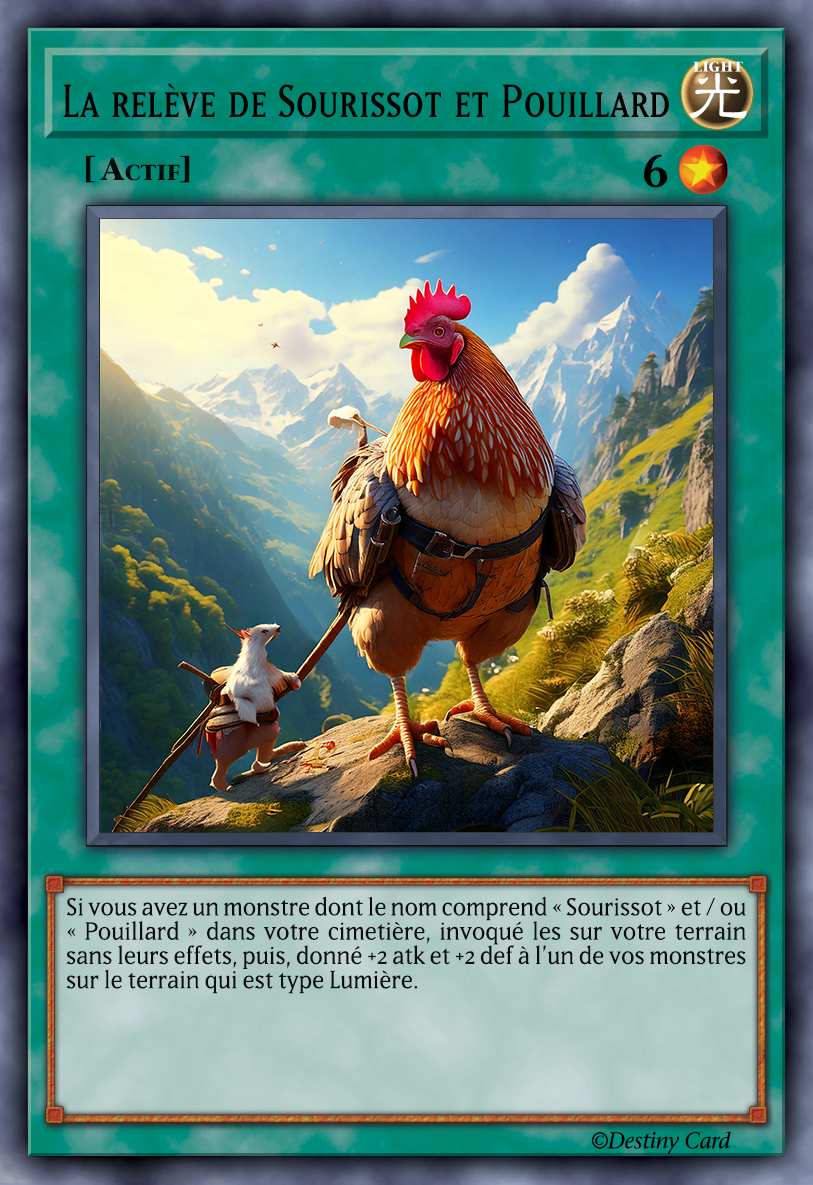 La relève de Sourissot et Pouillard
LIGHT
光
[Actif]
6
Si vous avez un monstre dont le nom comprend « Sourissot » et / ou
« Pouillard » dans votre cimetière, invoqué les sur votre terrain
sans leurs effets, puis, donné +2 atk et +2 def à l'un de vos monstres
sur le terrain qui est type Lumière.
©Destiny Card